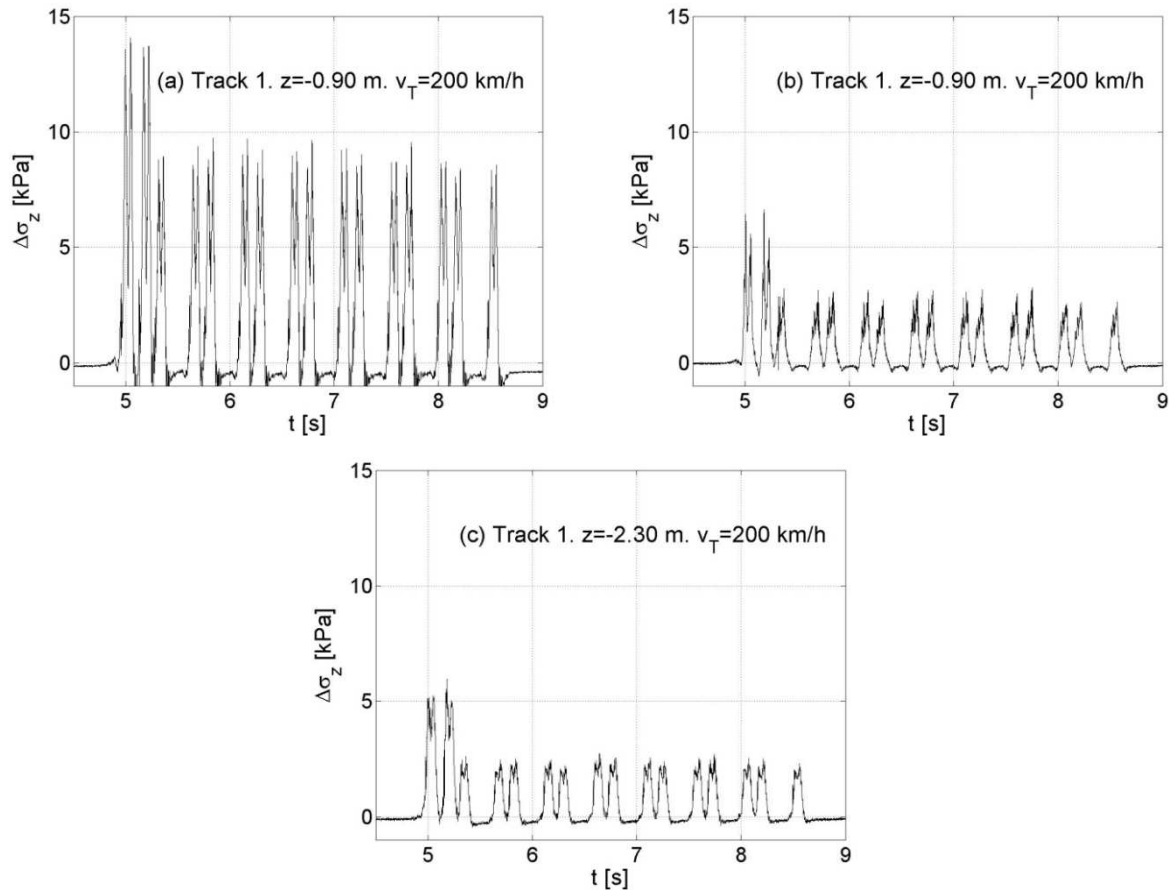 15
10
5
0
Δσz [kPa]
(a) Track 1. z=-0.90 m. vT=200 km/h
5 6 7 8 9
t [s]
15
10
5
0
Δσz [kPa]
(b) Track 1. z=-0.90 m. vT=200 km/h
5 6 7 8 9
t [s]
15
10
5
0
Δσz [kPa]
(c) Track 1. z=-2.30 m. vT=200 km/h
5 6 7 8 9
t [s]